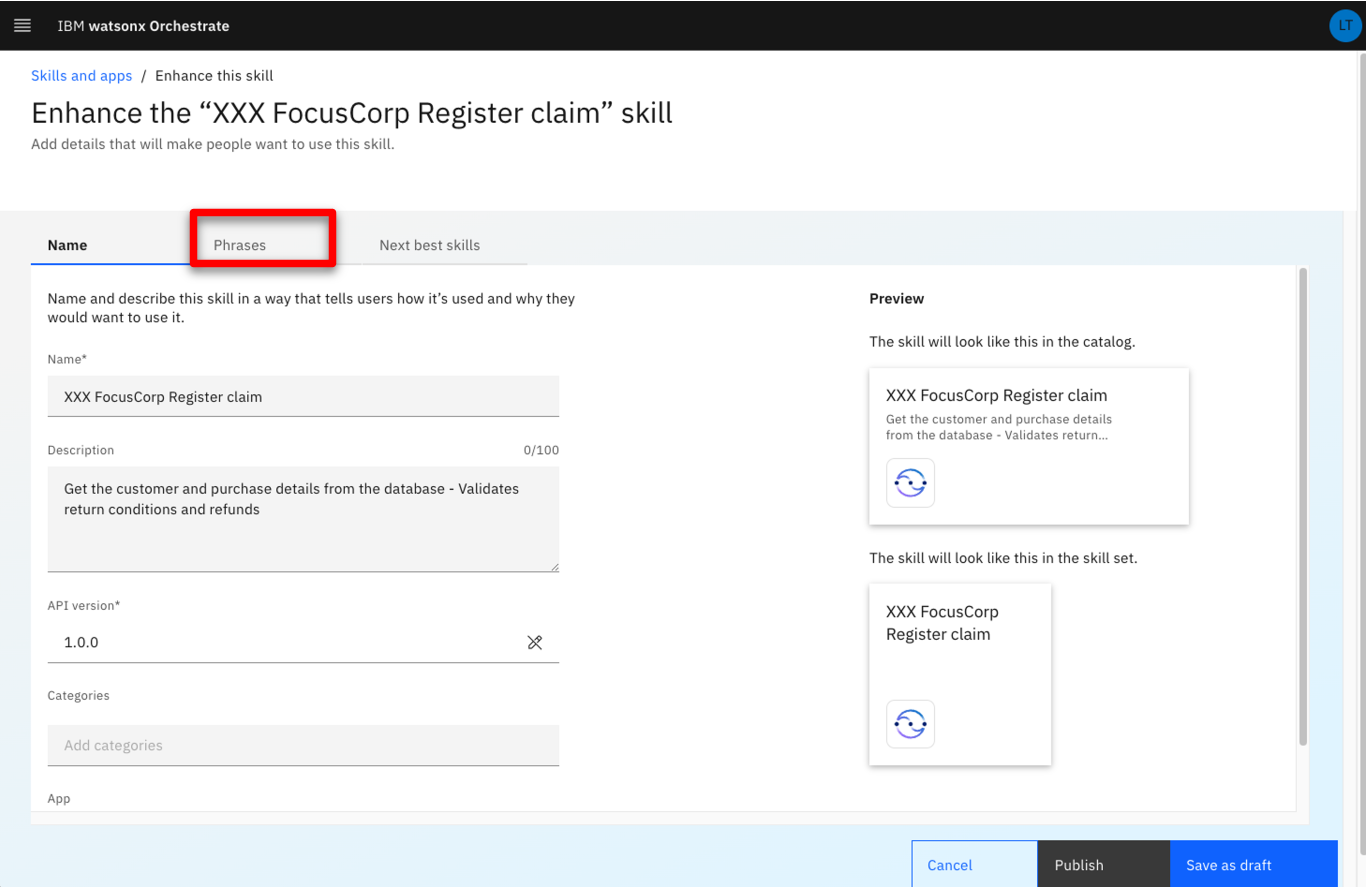 IBM watsonx Orchestrate
LT
Skills and apps / Enhance this skill
Enhance the “XXX FocusCorp Register claim” skill
Add details that will make people want to use this skill.
Name
Phrases
Next best skills
Name and describe this skill in a way that tells users how it’s used and why they
would want to use it.
Name*
XXX FocusCorp Register claim
Description
0/100
Get the customer and purchase details from the database - Validates
return conditions and refunds
API version*
1.0.0
Categories
Add categories
App
Preview
The skill will look like this in the catalog.
XXX FocusCorp Register claim
Get the customer and purchase details
from the database - Validates return...
The skill will look like this in the skill set.
XXX FocusCorp
Register claim
Cancel
Publish
Save as draft